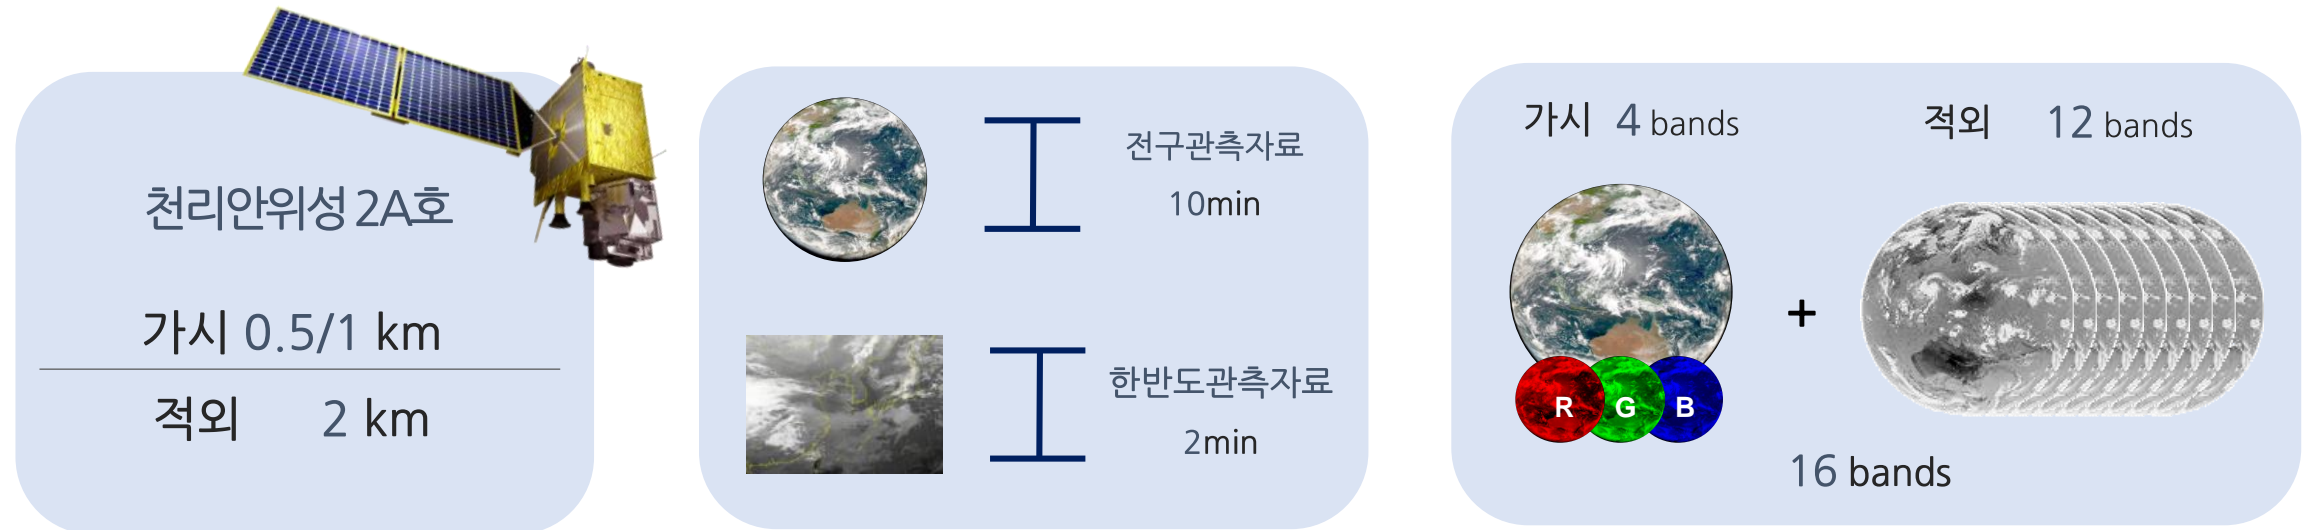 천리안위성 2A호
가시 0.5/1 km
적외 2 km
전구관측자료
10min
한반도관측자료
2min
가시 4 bands
적외 12 bands
R G B
+
16 bands